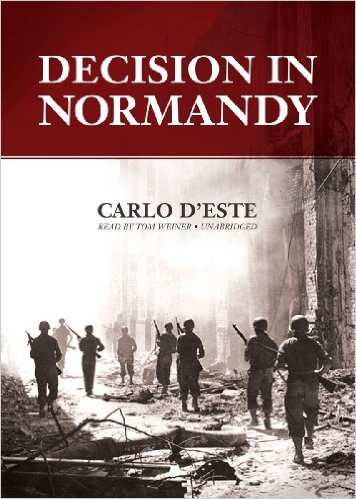 DECISION IN
NORMANDY
CARLO D'ESTE
READ BY TOM WEINER • UNABRIDGED